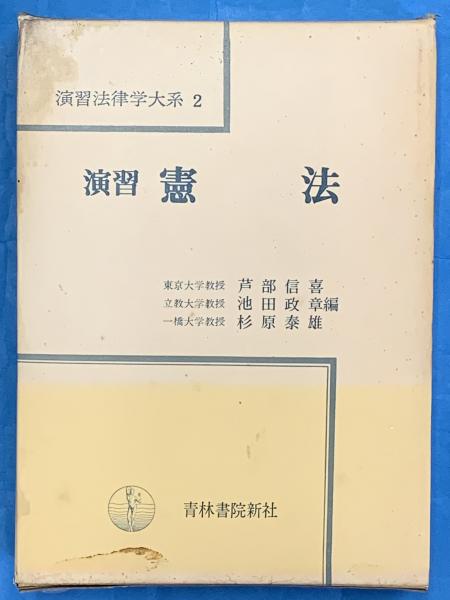 演習法律学大系 2
演習 憲 法
東京大学教授 芦部信喜
立教大学教授 池田政章編
一橋大学教授 杉原泰雄
青林書院新社